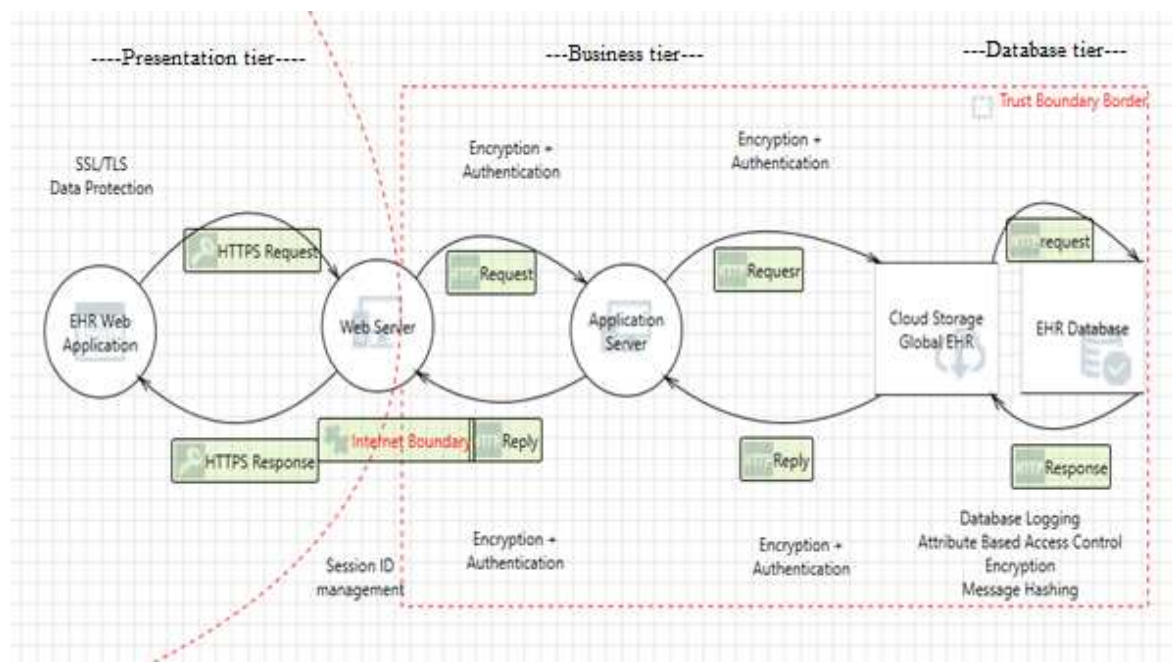 ----Presentation tier----
---Business tier---
---Database tier---
Trust Boundary Border
SSL/TLS
Data Protection
Encryption +
Authentication
Encryption +
Authentication
HTTPS Request
Request
Requesr
request
EHR Web
Application
Web Server
Application
Server
Cloud Storage
Global EHR
EHR Database
HTTPS Response
Internet Boundary
Reply
Reply
Response
Session ID
management
Encryption +
Authentication
Encryption +
Authentication
Database Logging
Attribute Based Access Control
Encryption
Message Hashing